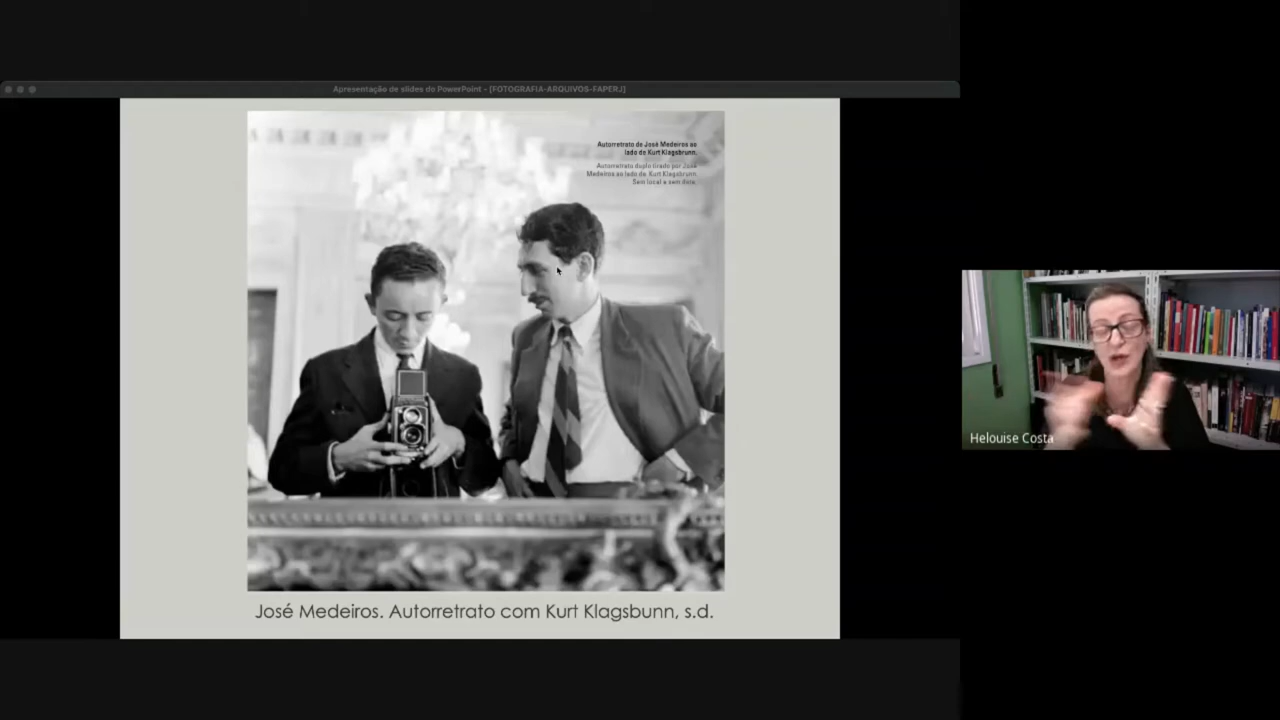 Apresentação de slides do PowerPoint - [FOTOGRAFIA-ARQUIVOS-FAPERJ]
Autorretrato de José Medeiros ao
lado de Kurt Klagsbrunn.
Autorretrato duplo tirado por José
Medeiros ao lado de Kurt Klagsbrunn.
Sem local e sem data.
José Medeiros. Autorretrato com Kurt Klagsbunn, s.d.
Helouise Costa